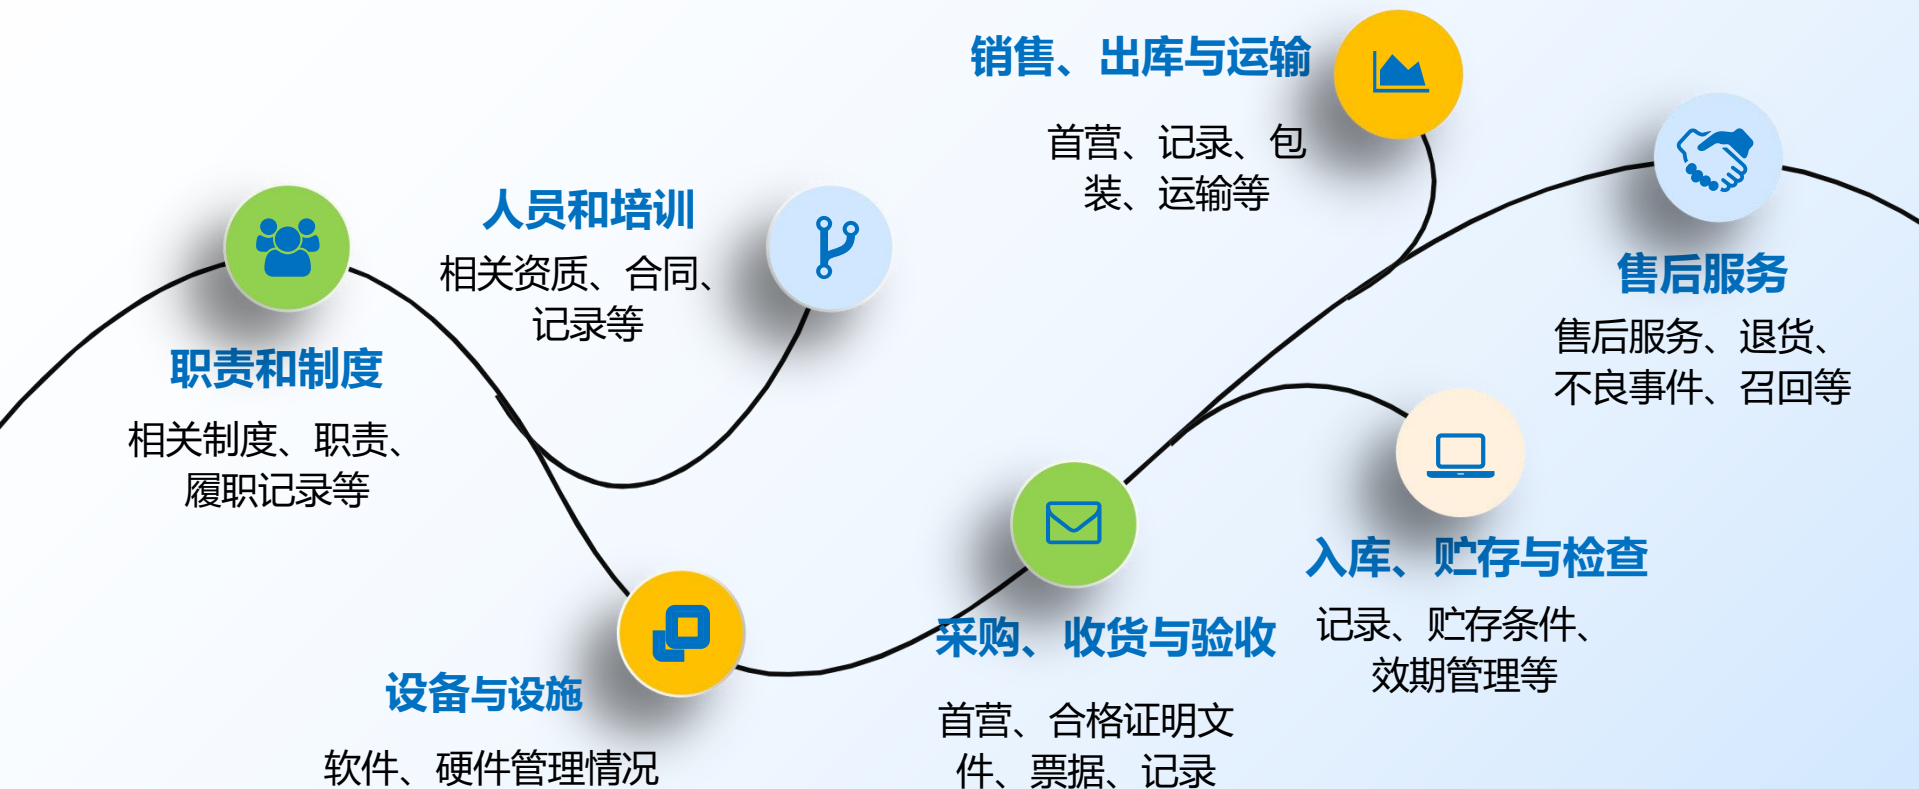 职责和制度
相关制度、职责、
履职记录等
人员和培训
相关资质、合同、
记录等
设备与设施
软件、硬件管理情况
采购、收货与验收
首营、合格证明文
件、票据、记录
入库、贮存与检查
记录、贮存条件、
效期管理等
销售、出库与运输
首营、记录、包
装、运输等
售后服务
售后服务、退货、
不良事件、召回等